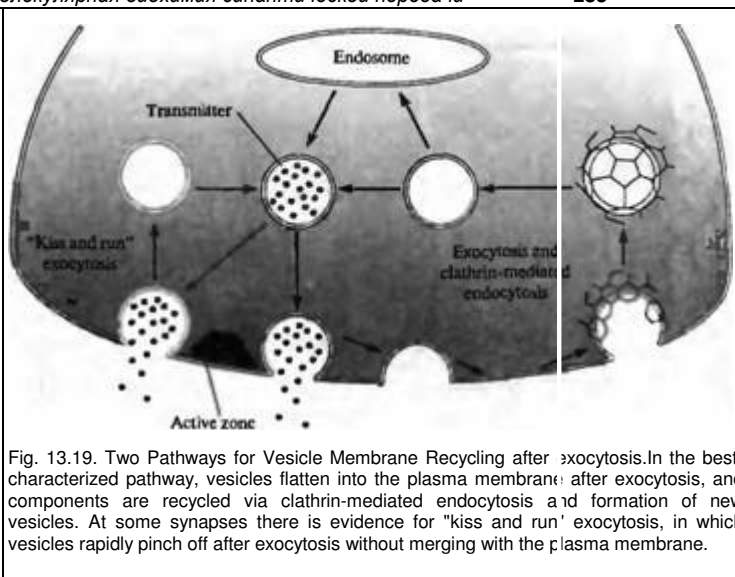 Endosome
Transmitter
"Kiss and run"
exocytosis
Exocytosis and
clathrin-mediated
endocytosis
Active zone
Fig. 13.19. Two Pathways for Vesicle Membrane Recycling after exocytosis.In the best
characterized pathway, vesicles flatten into the plasma membrane after exocytosis, and
components are recycled via clathrin-mediated endocytosis and formation of new
vesicles. At some synapses there is evidence for "kiss and run" exocytosis, in which
vesicles rapidly pinch off after exocytosis without merging with the plasma membrane.